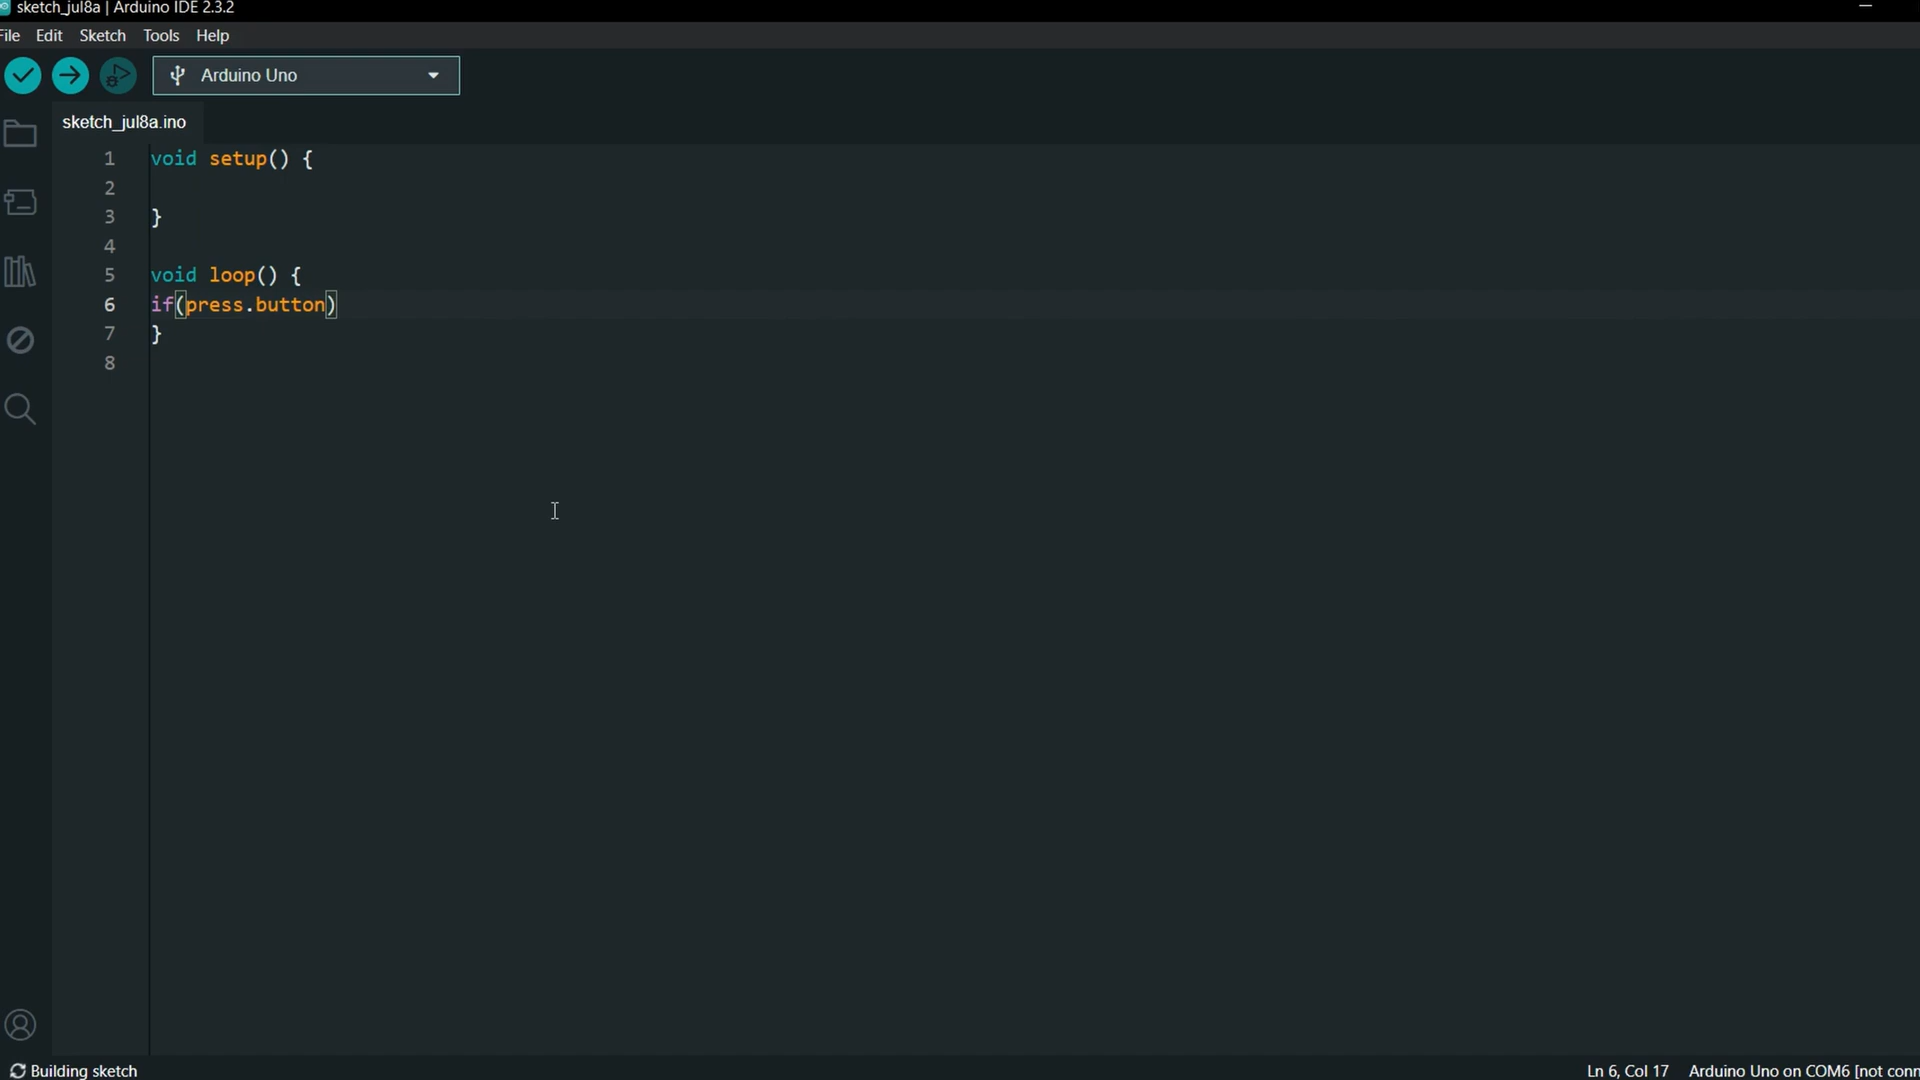 sketch_jul8a | Arduino IDE 2.3.2
File Edit Sketch Tools Help
Arduino Uno
sketch_jul8a.ino
1 void setup() {
2
3 }
4
5 void loop() {
6 if(press.button)
7 }
8
Building sketch
Ln 6, Col 17 Arduino Uno on COM6 [not conn